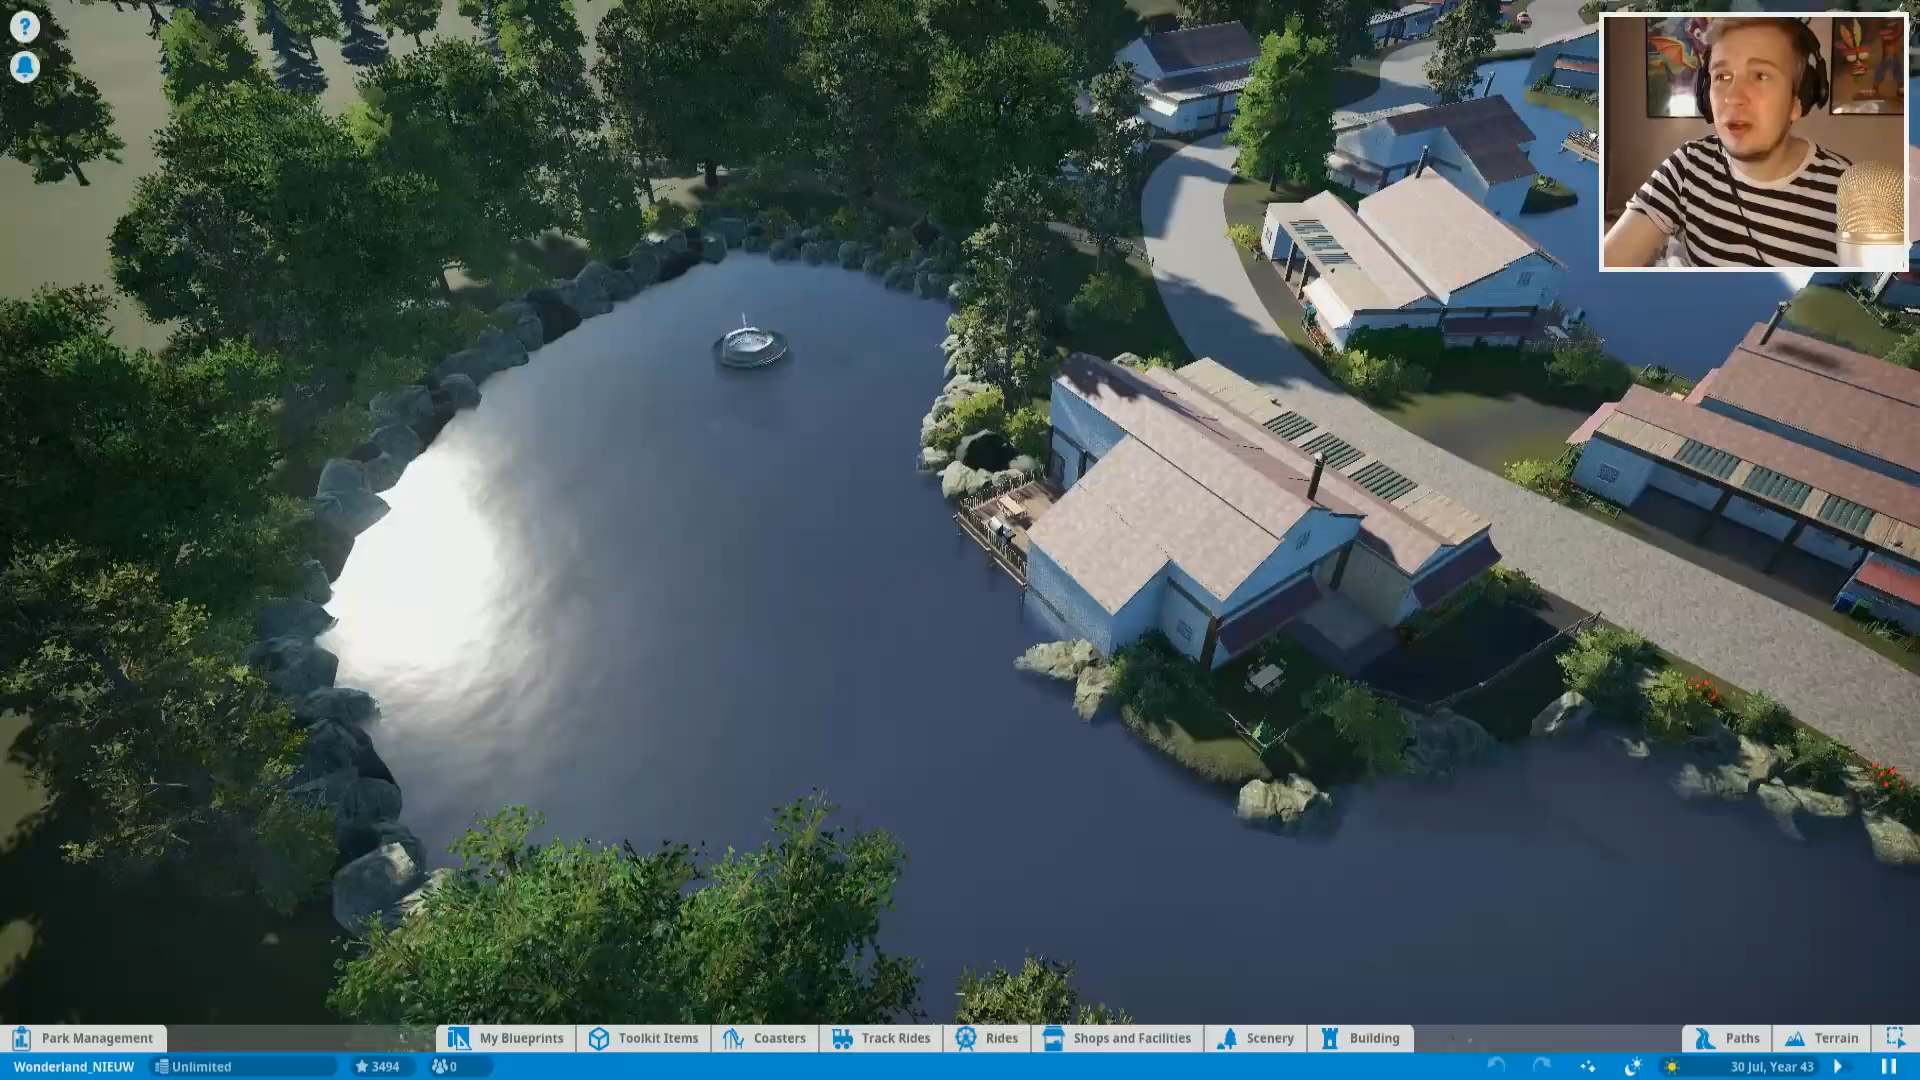 ?
Park Management
My Blueprints
Toolkit Items
Coasters
Track Rides
Rides
Shops and Facilities
Scenery
Building
Paths
Terrain
Wonderland_NIEUW
Unlimited
3494
0
30 Jul, Year 43